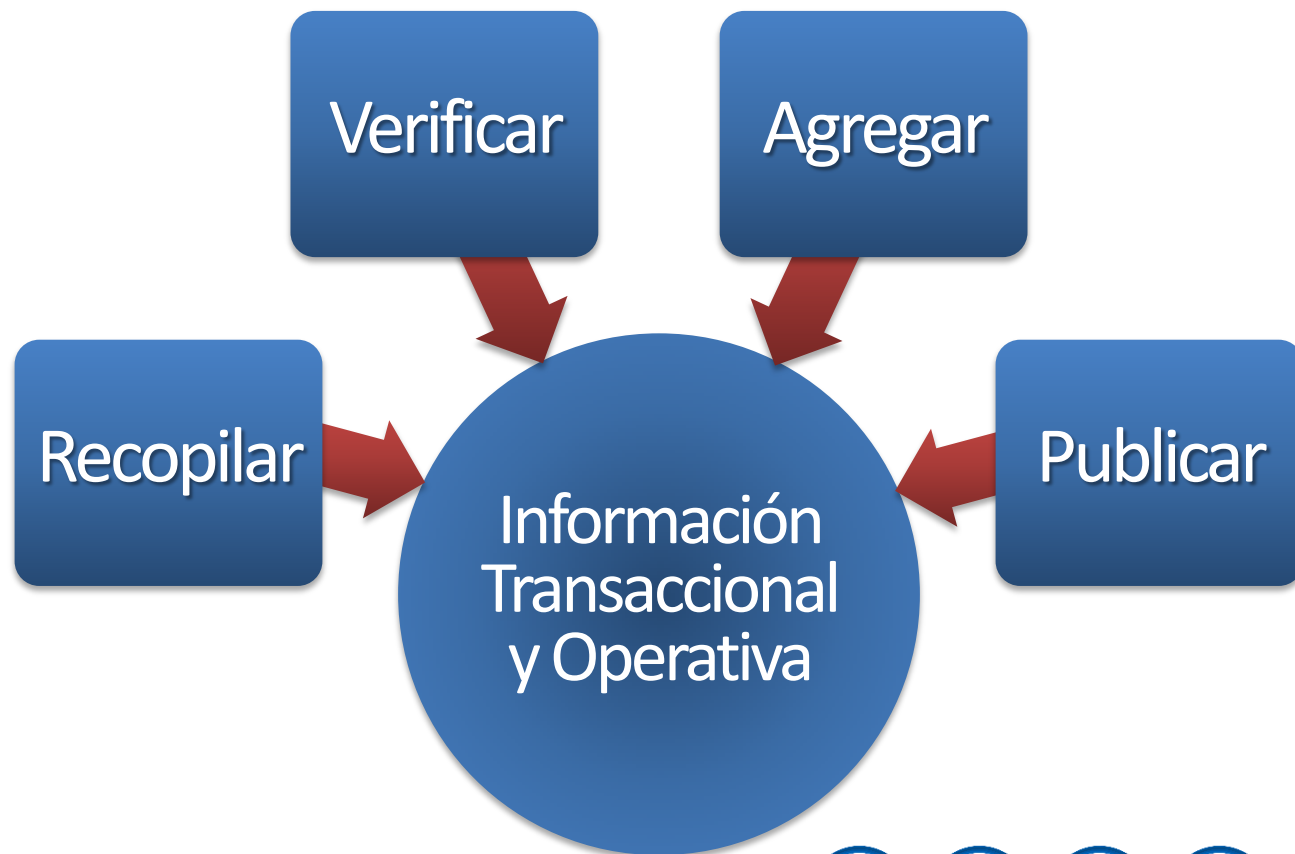 Verificar
Agregar
Recopilar
Publicar
Información
Transaccional
y Operativa